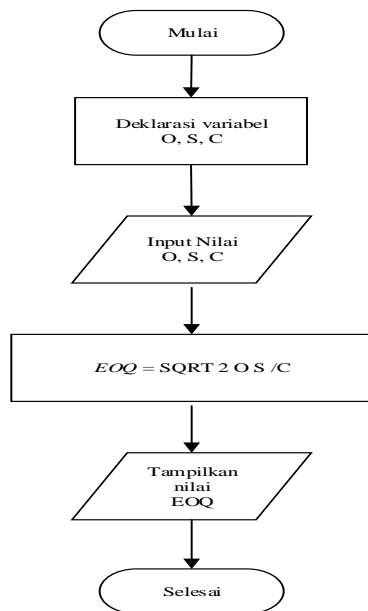 Mulai
Deklarasi variabel
O, S, C
Input Nilai
O, S, C
EOQ = SQRT 2 O S /C
Tampilkan
nilai
EOQ
Selesai